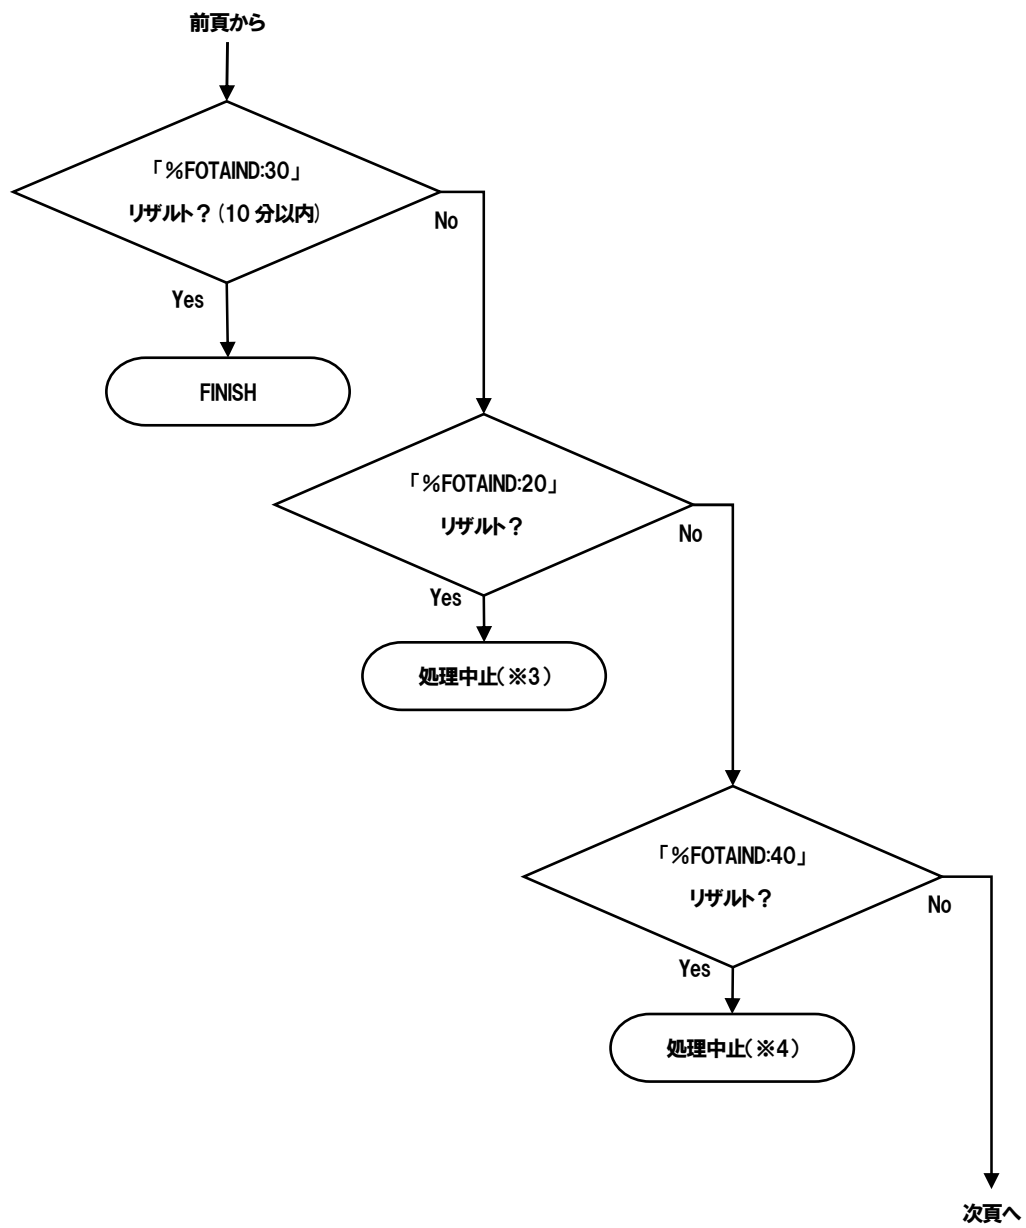 前頁から
「%FOTAIND:30」
リザルト？(10 分以内)
No
Yes
FINISH
「%FOTAIND:20」
リザルト？
No
Yes
処理中止(※3)
「%FOTAIND:40」
リザルト？
No
Yes
処理中止(※4)
次頁へ